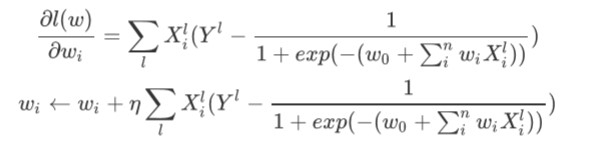 ∂l(w)/∂w_i = ∑_l X_i^l (Y^l − 1/(1 + exp(−(w_0 + ∑_i^n w_i X_i^l))))
w_i ← w_i + η ∑_l X_i^l (Y^l − 1/(1 + exp(−(w_0 + ∑_i^n w_i X_i^l))))